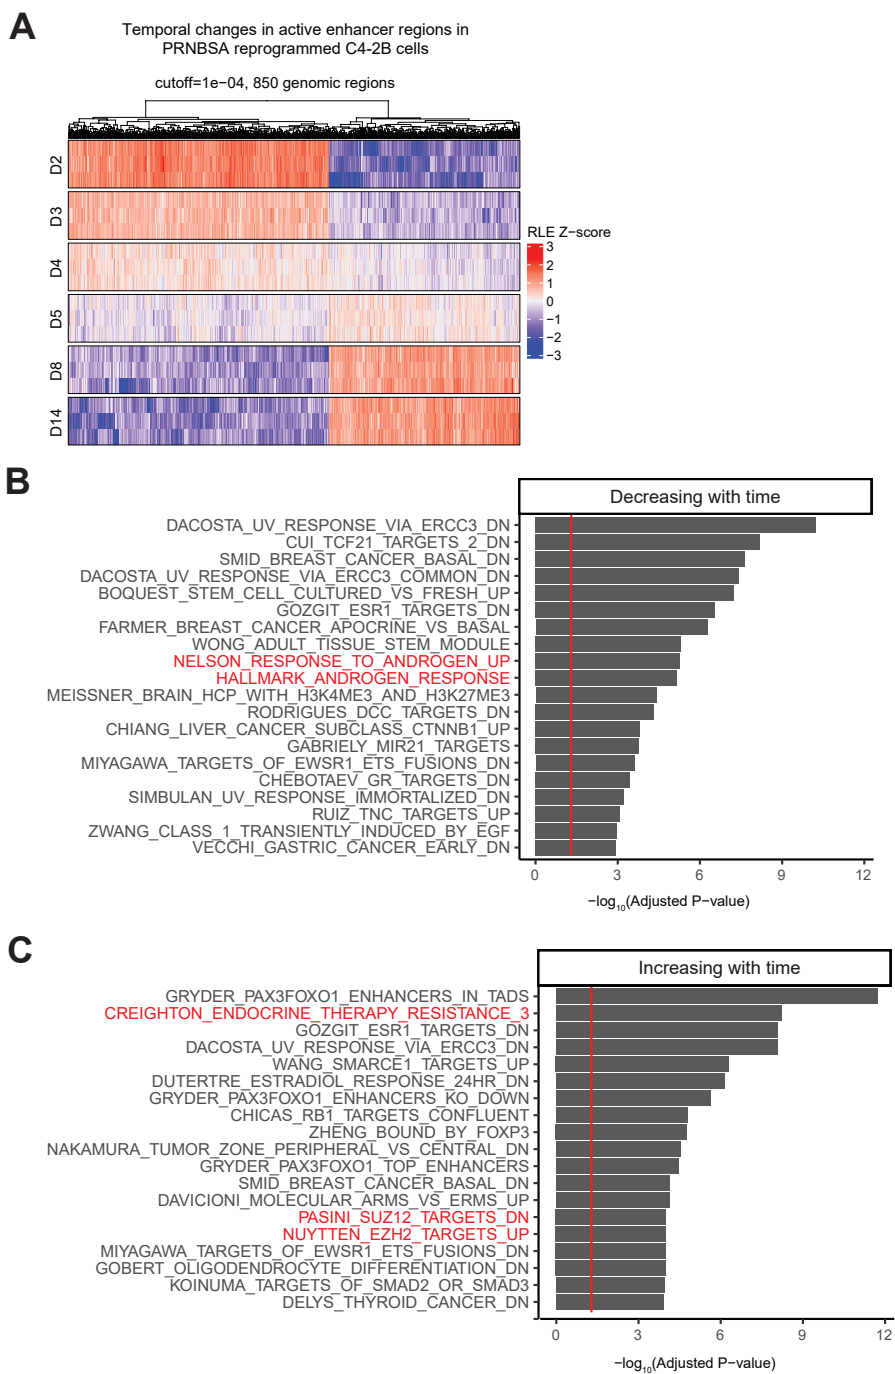 A
Temporal changes in active enhancer regions in
PRNBSA reprogrammed C4-2B cells
cutoff=1e−04, 850 genomic regions
D2
D3
D4
D5
D8
D14
RLE Z−score
3
2
1
0
−1
−2
−3
B
Decreasing with time
DACOSTA_UV_RESPONSE_VIA_ERCC3_DN
CUI_TCF21_TARGETS_2_DN
SMID_BREAST_CANCER_BASAL_DN
DACOSTA_UV_RESPONSE_VIA_ERCC3_COMMON_DN
BOQUEST_STEM_CELL_CULTURED_VS_FRESH_UP
GOZGIT_ESR1_TARGETS_DN
FARMER_BREAST_CANCER_APOCRINE_VS_BASAL
WONG_ADULT_TISSUE_STEM_MODULE
NELSON_RESPONSE_TO_ANDROGEN_UP
HALLMARK_ANDROGEN_RESPONSE
MEISSNER_BRAIN_HCP_WITH_H3K4ME3_AND_H3K27ME3
RODRIGUES_DCC_TARGETS_DN
CHIANG_LIVER_CANCER_SUBCLASS_CTNNB1_UP
GABRIELY_MIR21_TARGETS
MIYAGAWA_TARGETS_OF_EWSR1_ETS_FUSIONS_DN
CHEBOTAEV_GR_TARGETS_DN
SIMBULAN_UV_RESPONSE_IMMORTALIZED_DN
RUIZ_TNC_TARGETS_UP
ZWANG_CLASS_1_TRANSIENTLY_INDUCED_BY_EGF
VECCHI_GASTRIC_CANCER_EARLY_DN
0 3 6 9 12
−log10(Adjusted P−value)
C
Increasing with time
GRYDER_PAX3FOXO1_ENHANCERS_IN_TADS
CREIGHTON_ENDOCRINE_THERAPY_RESISTANCE_3
GOZGIT_ESR1_TARGETS_DN
DACOSTA_UV_RESPONSE_VIA_ERCC3_DN
WANG_SMARCE1_TARGETS_UP
DUTERTRE_ESTRADIOL_RESPONSE_24HR_DN
GRYDER_PAX3FOXO1_ENHANCERS_KO_DOWN
CHICAS_RB1_TARGETS_CONFLUENT
ZHENG_BOUND_BY_FOXP3
NAKAMURA_TUMOR_ZONE_PERIPHERAL_VS_CENTRAL_DN
GRYDER_PAX3FOXO1_TOP_ENHANCERS
SMID_BREAST_CANCER_BASAL_DN
DAVICIONI_MOLECULAR_ARMS_VS_ERMS_UP
PASINI_SUZ12_TARGETS_DN
NUYTTEN_EZH2_TARGETS_UP
MIYAGAWA_TARGETS_OF_EWSR1_ETS_FUSIONS_DN
GOBERT_OLIGODENDROCYTE_DIFFERENTIATION_DN
KOINUMA_TARGETS_OF_SMAD2_OR_SMAD3
DELYS_THYROID_CANCER_DN
0 3 6 9 12
−log10(Adjusted P−value)